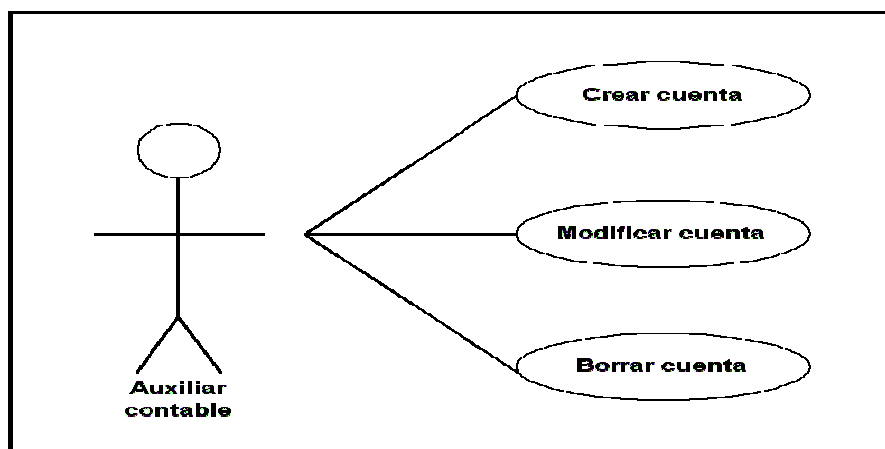 Crear cuenta
Modificar cuenta
Borrar cuenta
Auxiliar
contable